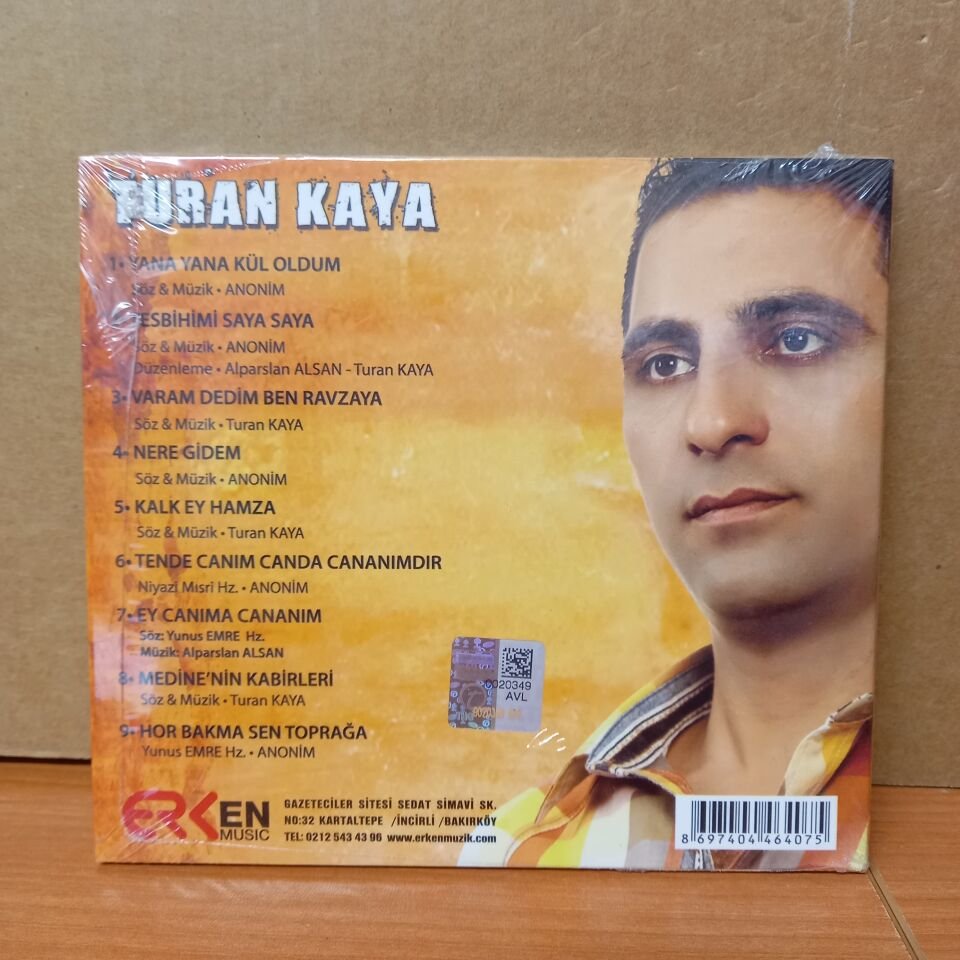 TURAN KAYA
1• YANA YANA KÜL OLDUM
Söz & Müzik • ANONİM
TESBİHİMİ SAYA SAYA
Söz & Müzik • ANONİM
Düzenleme • Alparslan ALSAN - Turan KAYA
3• VARAM DEDİM BEN RAVZAYA
Söz & Müzik • Turan KAYA
4• NERE GİDEM
Söz & Müzik • ANONİM
5• KALK EY HAMZA
Söz & Müzik • Turan KAYA
6• TENDE CANIM CANDA CANANIMDIR
Niyazî Mısrî Hz. • ANONİM
7• EY CANIMA CANANIM
Söz: Yunus EMRE Hz.
Müzik: Alparslan ALSAN
8• MEDİNE'NİN KABİRLERİ
Söz & Müzik • Turan KAYA
9• HOR BAKMA SEN TOPRAĞA
Yunus EMRE Hz. • ANONİM
0020349
AVL
ERKEN
MUSIC
GAZETECİLER SİTESİ SEDAT SİMAVİ SK.
NO:32 KARTALTEPE /İNCİRLİ /BAKIRKÖY
TEL: 0212 543 43 96 www.erkenmuzik.com
8 697404 464075